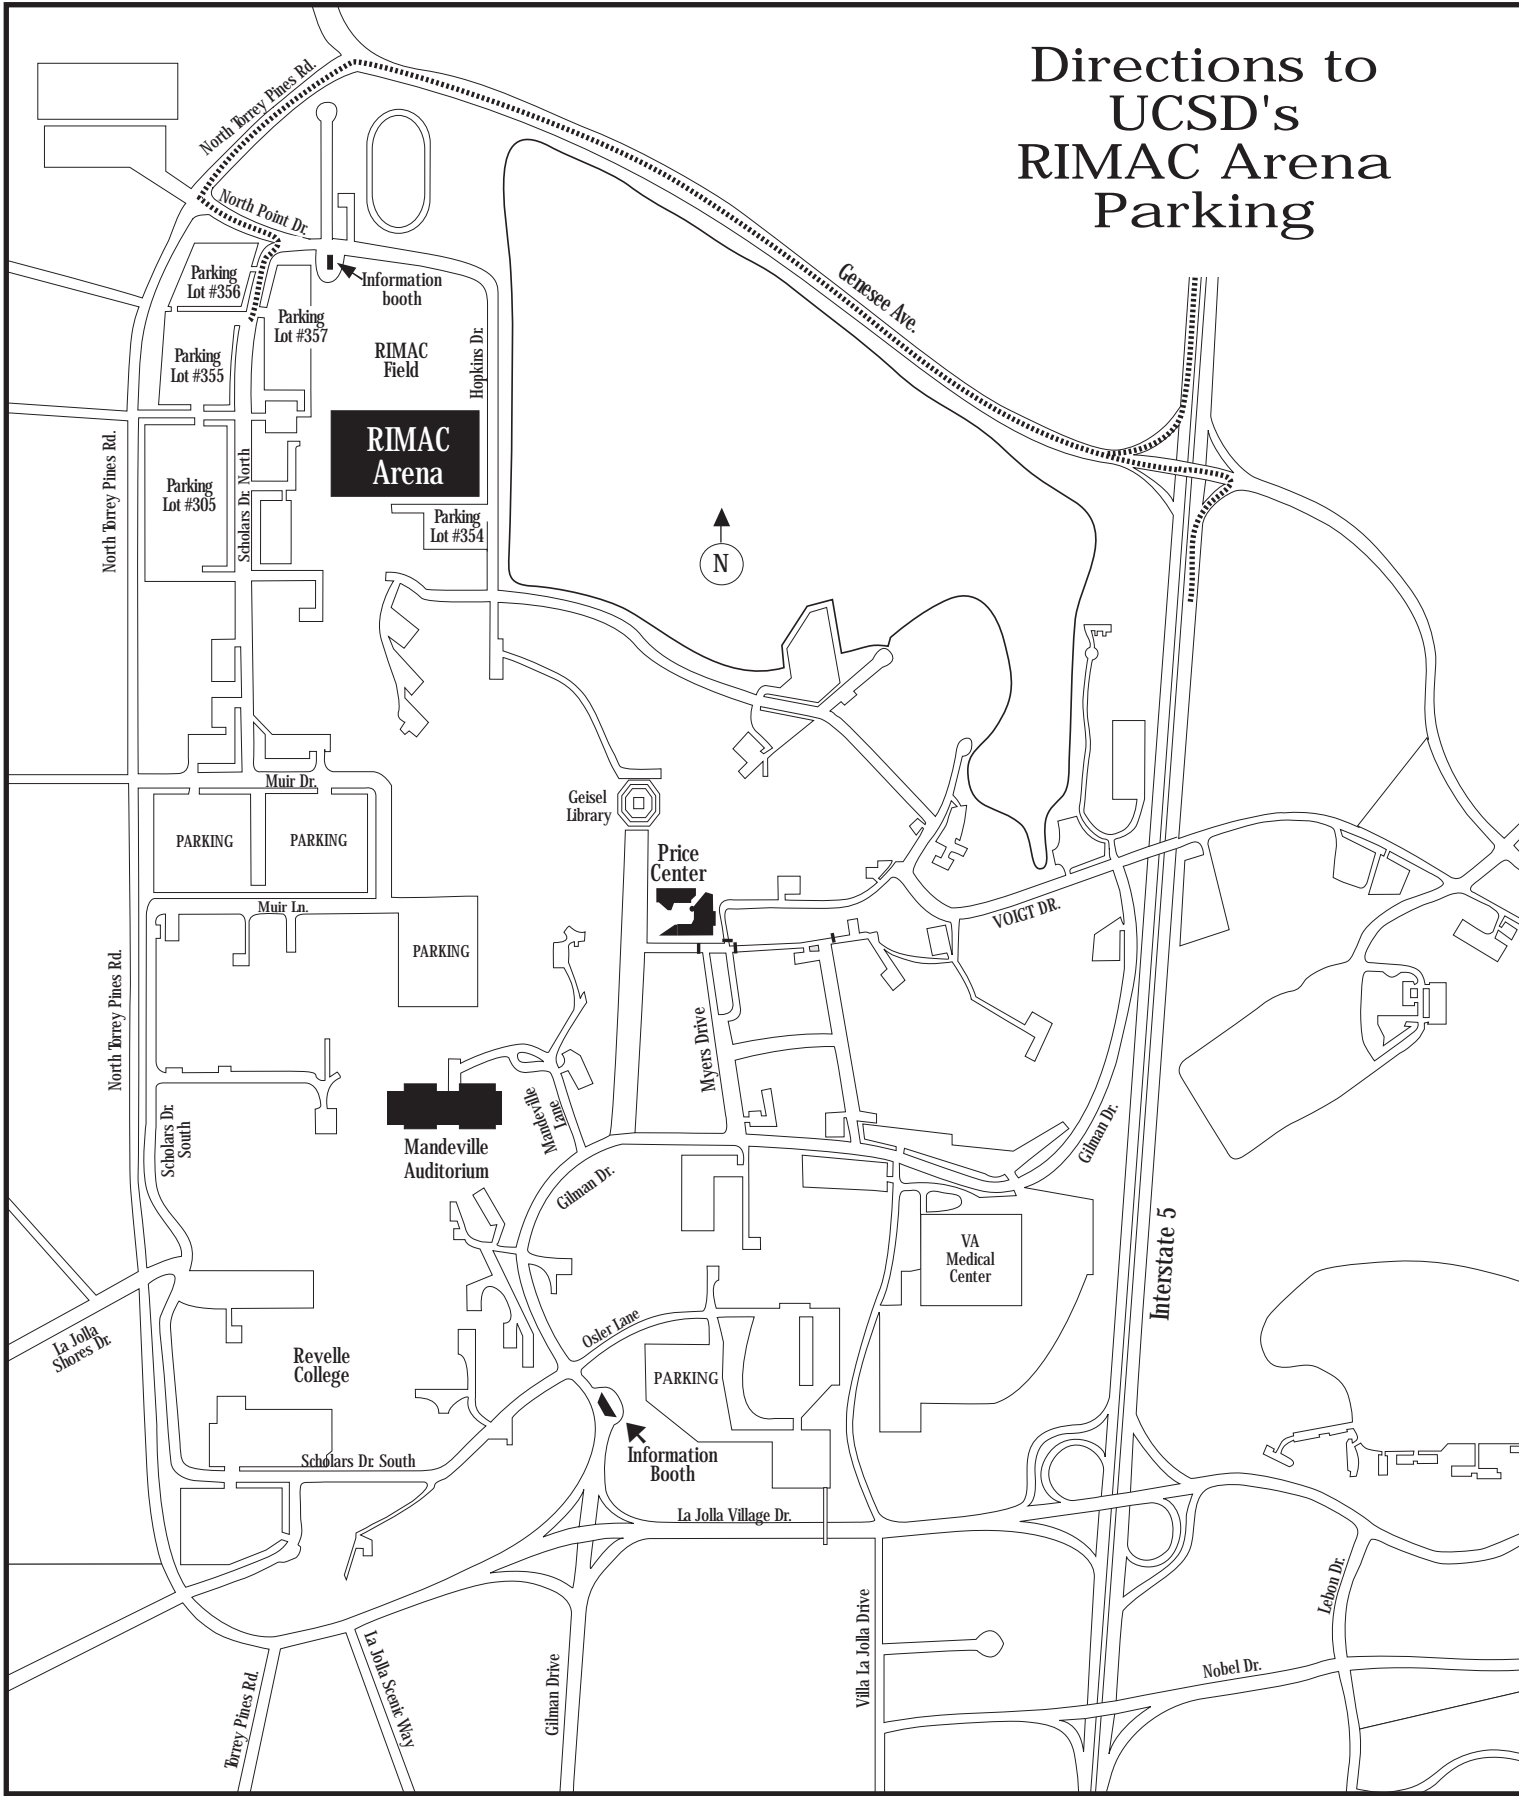 Directions to
UCSD's
RIMAC Arena
Parking
North Torrey Pines Rd.
North Point Dr.
Parking
Lot #356
Information
booth
Genesee Ave.
Parking
Lot #357
Parking
Lot #355
RIMAC
Field
Hopkins Dr.
RIMAC
Arena
North Torrey Pines Rd.
Parking
Lot #305
Scholars Dr. North
Parking
Lot #354
N
Muir Dr.
Geisel
Library
PARKING
PARKING
Price
Center
Muir Ln.
VOIGT DR.
PARKING
North Torrey Pines Rd.
Myers Drive
Mandeville
Lane
Scholars Dr.
South
Mandeville
Auditorium
Gilman Dr.
Gilman Dr.
VA
Medical
Center
Interstate 5
La Jolla
Shores Dr.
Osler Lane
Revelle
College
PARKING
Information
Booth
Scholars Dr. South
La Jolla Village Dr.
Lebon Dr.
Villa La Jolla Drive
Nobel Dr.
Torrey Pines Rd.
La Jolla Scenic Way
Gilman Drive